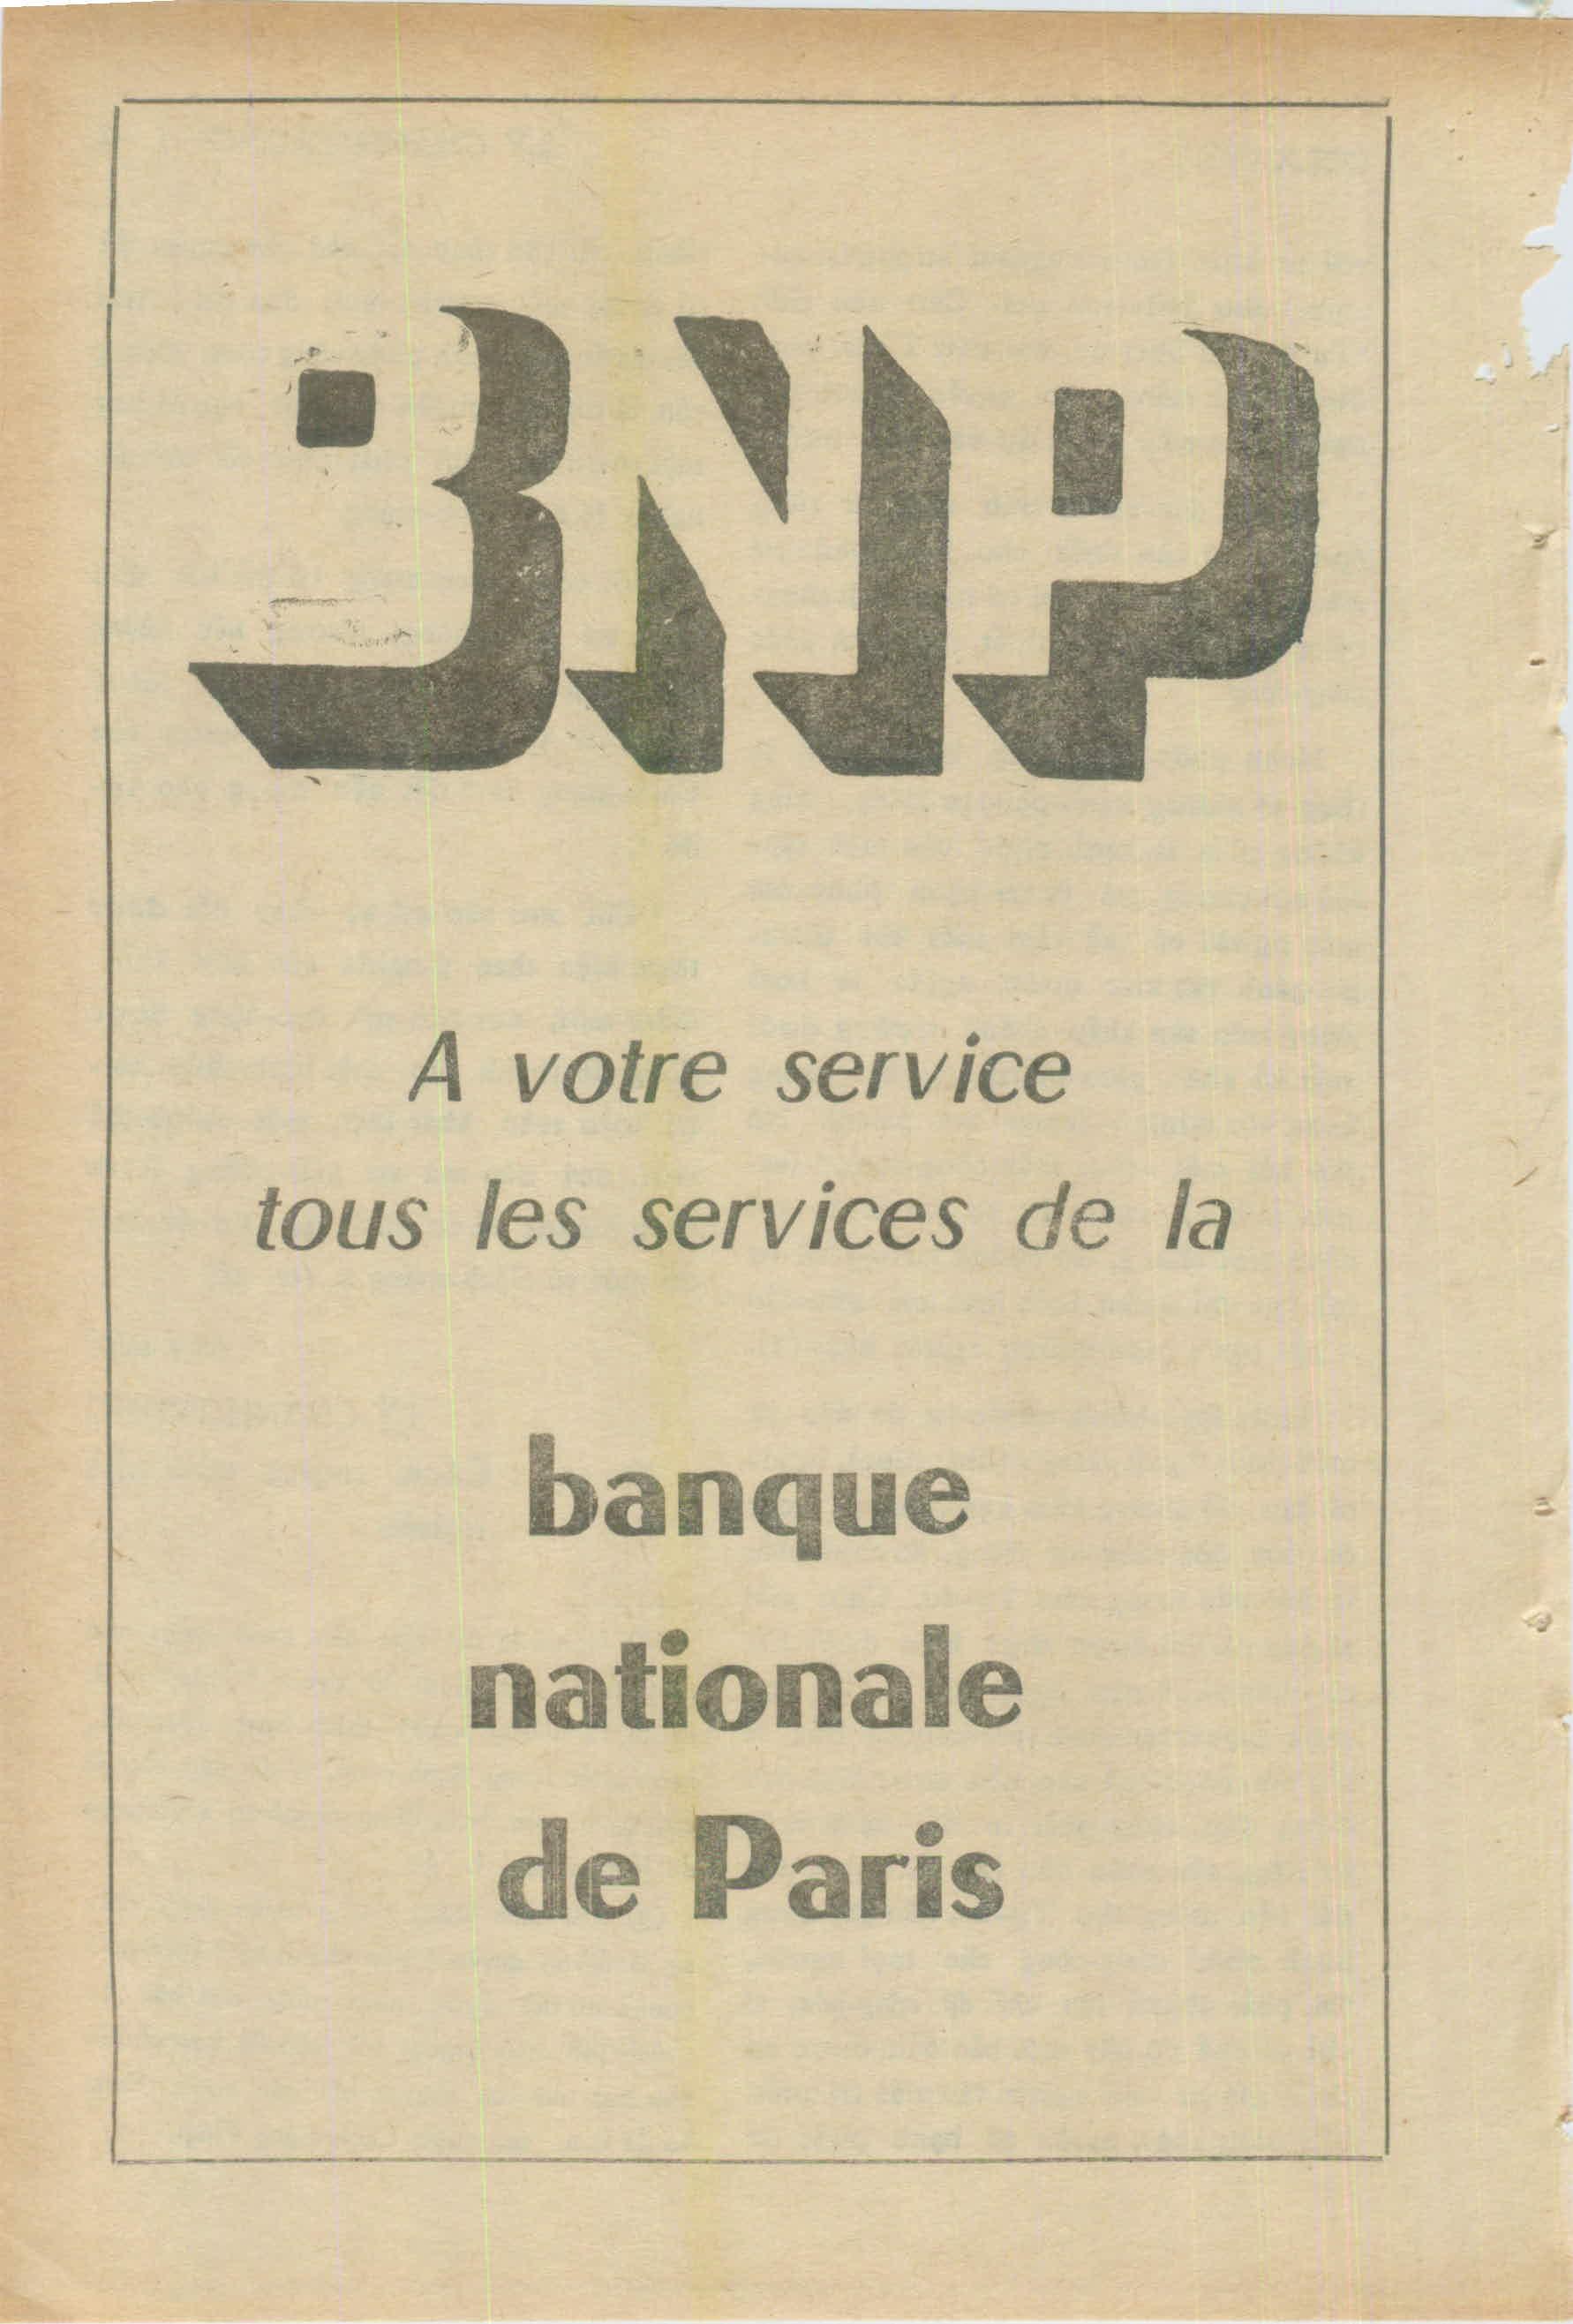 BNP
A votre service
tous les services de la
banque
nationale
de Paris